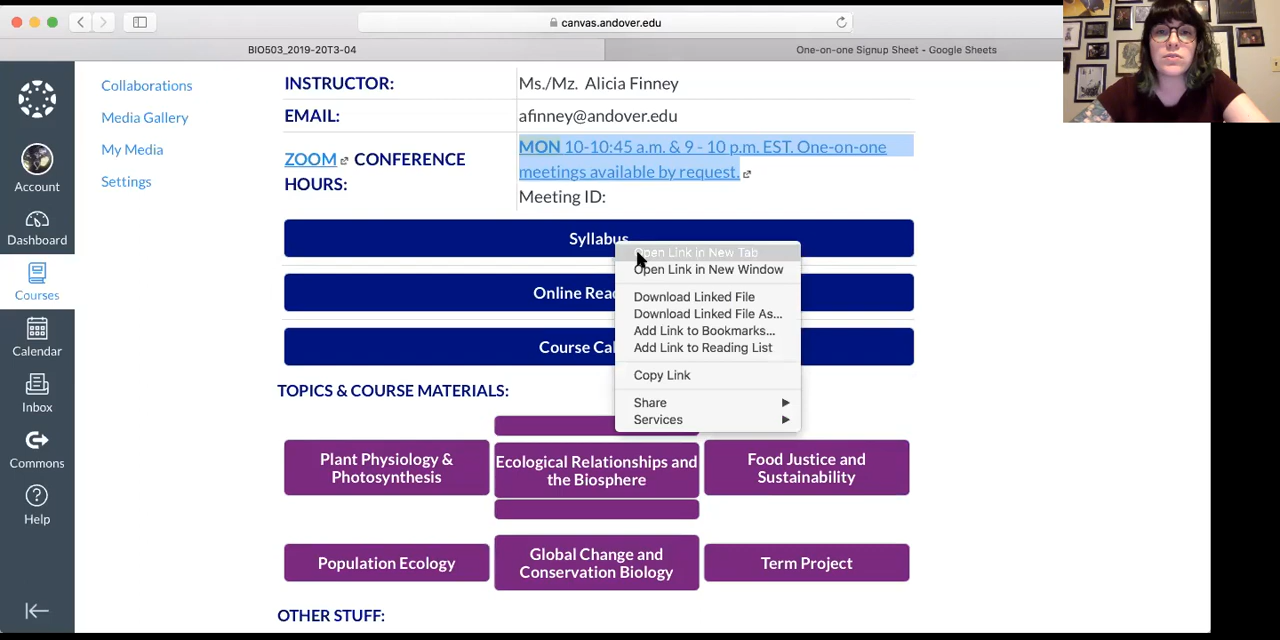 canvas.andover.edu
BIO503_2019-20T3-04
One-on-one Signup Sheet - Google Sheets
Account
Dashboard
Courses
Calendar
Inbox
Commons
Help
Collaborations
Media Gallery
My Media
Settings
INSTRUCTOR:
Ms./Mz. Alicia Finney
EMAIL:
afinney@andover.edu
ZOOM CONFERENCE
HOURS:
MON 10-10:45 a.m. & 9 - 10 p.m. EST. One-on-one
meetings available by request.
Meeting ID:
Syllabus
Online Rea
Course Cal
Open Link in New Tab
Open Link in New Window
Download Linked File
Download Linked File As...
Add Link to Bookmarks...
Add Link to Reading List
Copy Link
Share
Services
TOPICS & COURSE MATERIALS:
Plant Physiology &
Photosynthesis
Ecological Relationships and
the Biosphere
Food Justice and
Sustainability
Population Ecology
Global Change and
Conservation Biology
Term Project
OTHER STUFF: